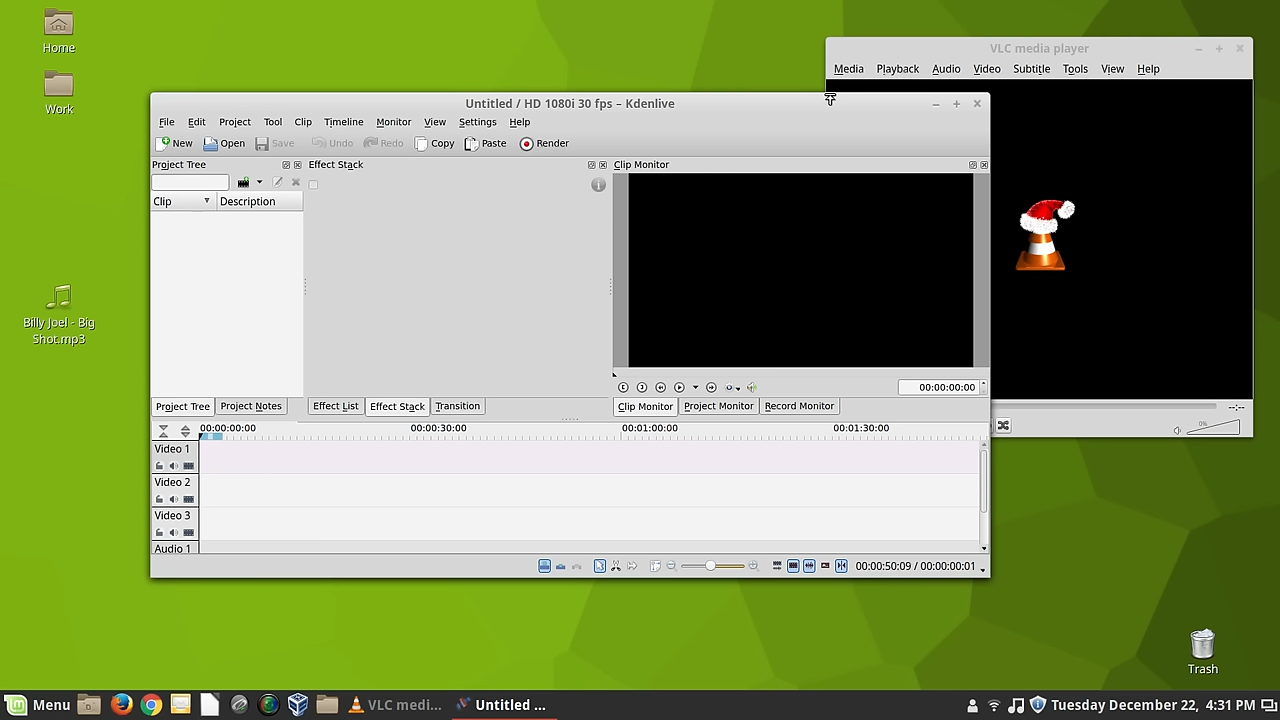 Home
Work
Billy Joel - Big
Shot.mp3
VLC media player
Media Playback Audio Video Subtitle Tools View Help
Untitled / HD 1080i 30 fps – Kdenlive
File Edit Project Tool Clip Timeline Monitor View Settings Help
New Open Save Undo Redo Copy Paste Render
Project Tree Effect Stack Clip Monitor
Clip Description
00:00:00:00
--:--
0%
Project Tree Project Notes Effect List Effect Stack Transition Clip Monitor Project Monitor Record Monitor
00:00:00:00 00:00:30:00 00:01:00:00 00:01:30:00
Video 1
Video 2
Video 3
Audio 1
00:00:50:09 / 00:00:00:01
Trash
Menu VLC medi... Untitled ... Tuesday December 22, 4:31 PM